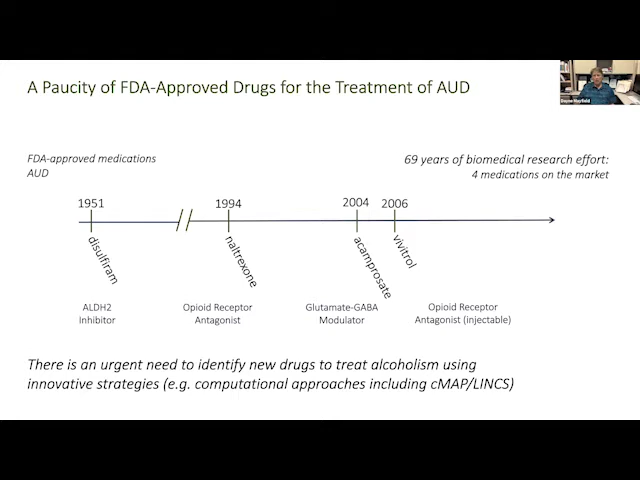 A Paucity of FDA-Approved Drugs for the Treatment of AUD
Dayne Mayfield
FDA-approved medications
AUD
69 years of biomedical research effort:
4 medications on the market
1951
1994
2004
2006
disulfiram
naltrexone
acamprosate
vivitrol
ALDH2
Inhibitor
Opioid Receptor
Antagonist
Glutamate-GABA
Modulator
Opioid Receptor
Antagonist (injectable)
There is an urgent need to identify new drugs to treat alcoholism using
innovative strategies (e.g. computational approaches including cMAP/LINCS)